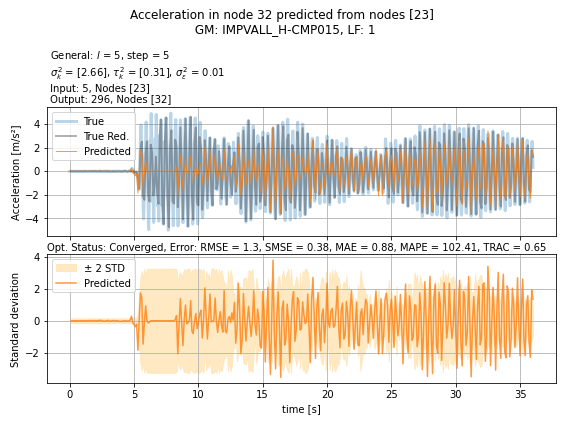 Acceleration in node 32 predicted from nodes [23]
GM: IMPVALL_H-CMP015, LF: 1
General: l = 5, step = 5
σ²ₖ = [2.66], τ²ₖ = [0.31], σ²ε = 0.01
Input: 5, Nodes [23]
Output: 296, Nodes [32]
Acceleration [m/s²]
4
2
0
−2
−4
True
True Red.
Predicted
Opt. Status: Converged, Error: RMSE = 1.3, SMSE = 0.38, MAE = 0.88, MAPE = 102.41, TRAC = 0.65
Standard deviation
4
2
0
−2
± 2 STD
Predicted
0 5 10 15 20 25 30 35
time [s]